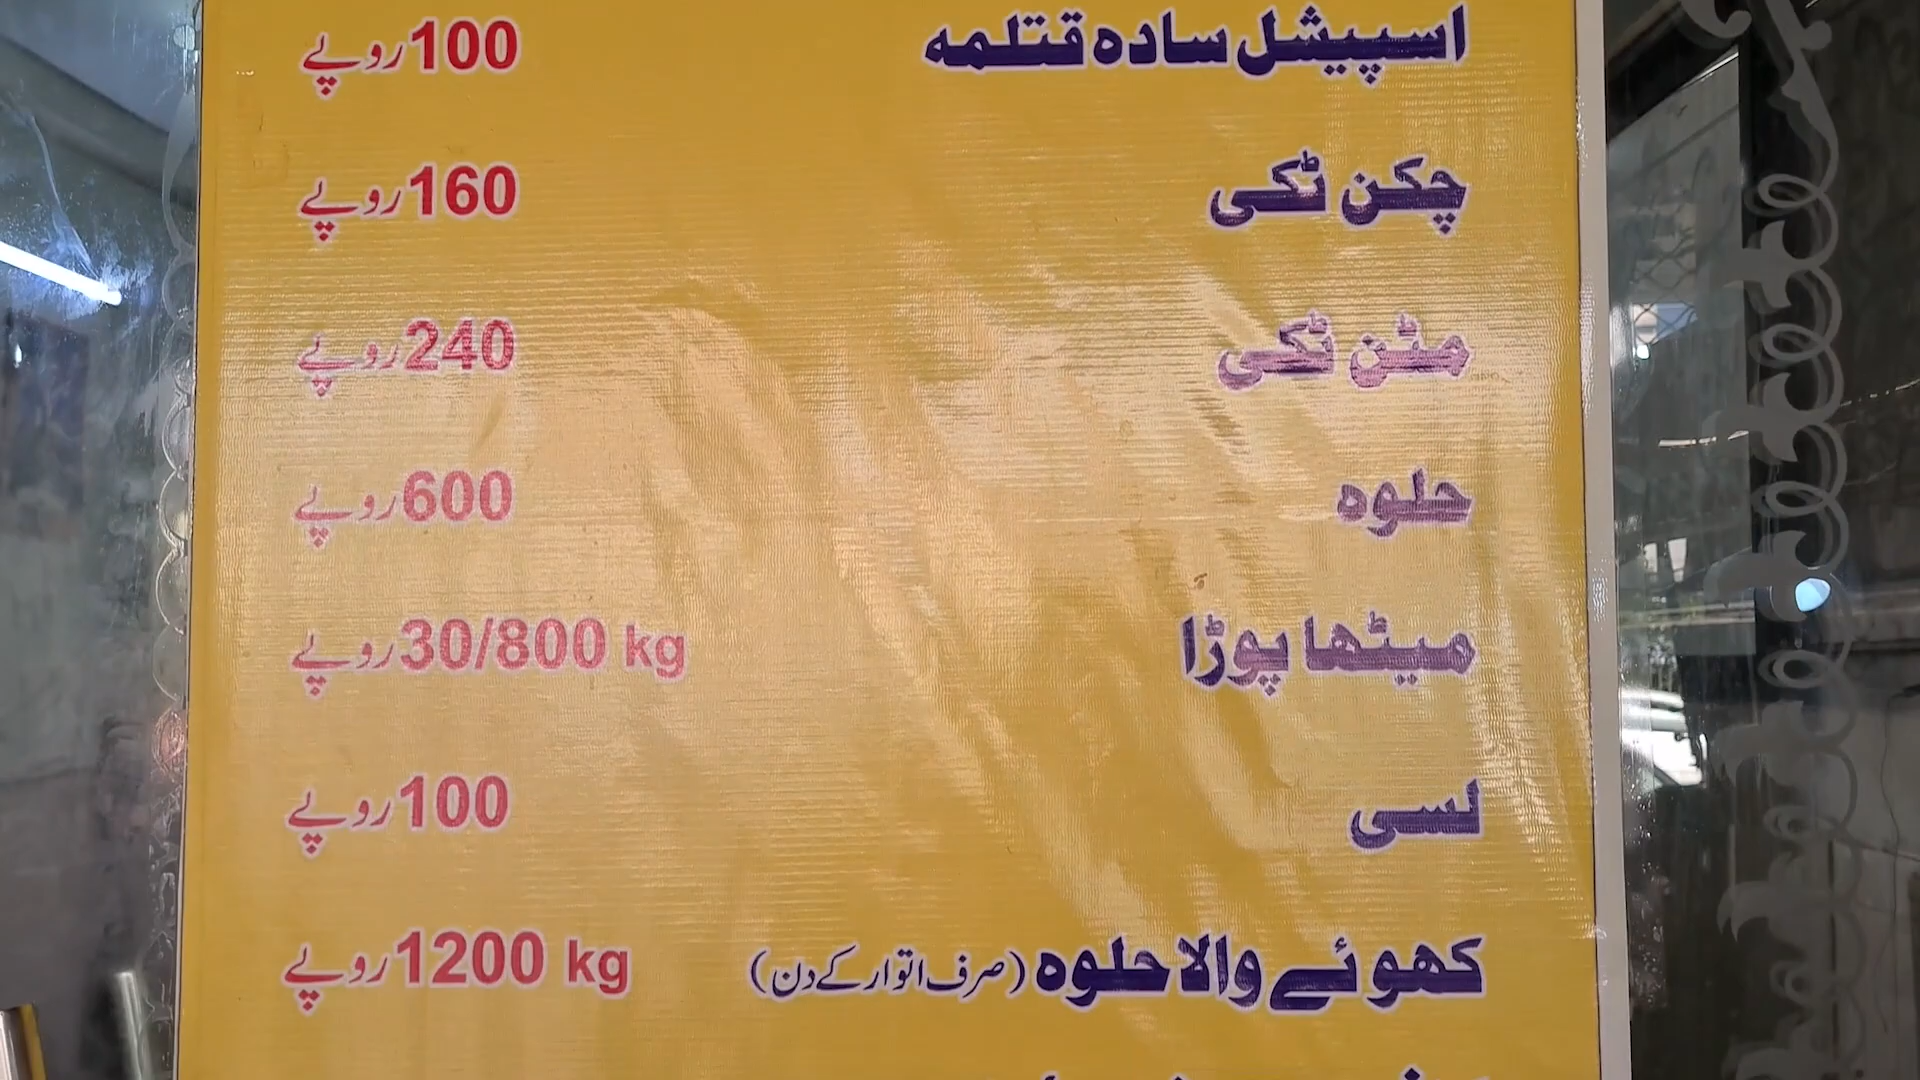 اسپیشل سادہ قتلمہ 100 روپے
چکن ٹکی 160 روپے
مٹن ٹکی 240 روپے
حلوہ 600 روپے
میٹھا پوڑا 30/800 kg روپے
لسی 100 روپے
کھوئے والا حلوہ (صرف اتوار کے دن) 1200 kg روپے